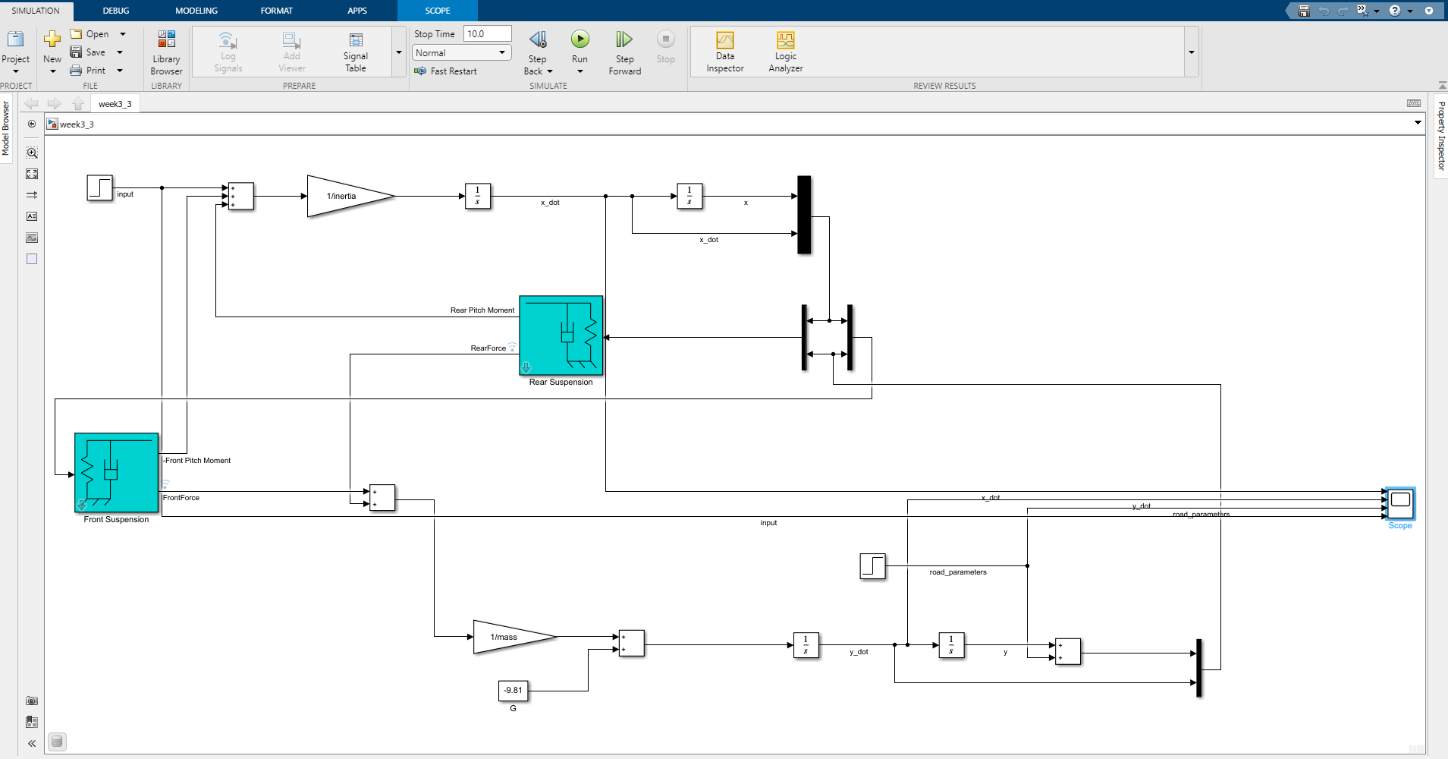 SIMULATION DEBUG MODELING FORMAT APPS SCOPE
Project
New
Open
Save
Print
Library
Browser
Log
Signals
Add
Viewer
Signal
Table
Stop Time 10.0
Normal
Fast Restart
Step
Back
Run
Step
Forward
Stop
Data
Inspector
Logic
Analyzer
PROJECT FILE LIBRARY PREPARE SIMULATE REVIEW RESULTS
week3_3
week3_3
Model Browser
Property Inspector
input
+
+
+
1/inertia
1
s
x_dot
1
s
x
x_dot
Rear Pitch Moment
RearForce
Rear Suspension
-Front Pitch Moment
FrontForce
Front Suspension
+
+
x_dot
y_dot
road_parameters
input
Scope
road_parameters
1/mass
+
+
-9.81
G
1
s
y_dot
1
s
y
+
+